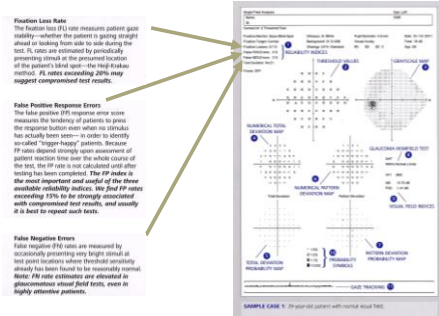 Fixation Loss Rate
The fixation loss (FL) rate measures patient gaze
stability—whether the patient is gazing straight
ahead or looking from side to side during the
test. FL rates are estimated by periodically
presenting stimuli at the presumed location
of the patient's blind spot—the Heijl-Krakau
method. FL rates exceeding 20% may
suggest compromised test results.
False Positive Response Errors
The false positive (FP) response error score
measures the tendency of patients to press
the response button even when no stimulus
has actually been seen— in order to identify
so-called "trigger-happy" patients. Because
FP rates depend strongly upon assessment of
patient reaction time over the whole course of
the test, the FP rate is not calculated until after
testing has been completed. The FP index is
the most important and useful of the three
available reliability indices. We find FP rates
exceeding 15% to be strongly associated
with compromised test results, and usually
it is best to repeat such tests.
False Negative Errors
False negative (FN) rates are measured by
occasionally presenting very bright stimuli at
test point locations where threshold sensitivity
already has been found to be reasonably normal.
Note: FN rate estimates are elevated in
glaucomatous visual field tests, even in
highly attentive patients.
RELIABILITY INDICES
THRESHOLD VALUES
GRAYSCALE MAP
NUMERICAL TOTAL
DEVIATION MAP
GLAUCOMA HEMIFIELD TEST
NUMERICAL PATTERN
DEVIATION MAP
VISUAL FIELD INDICES
Total Deviation
Pattern Deviation
TOTAL DEVIATION
PROBABILITY MAP
PROBABILITY
SYMBOLS
PATTERN DEVIATION
PROBABILITY MAP
GAZE TRACKING
SAMPLE CASE 1: 29-year-old patient with normal visual field.